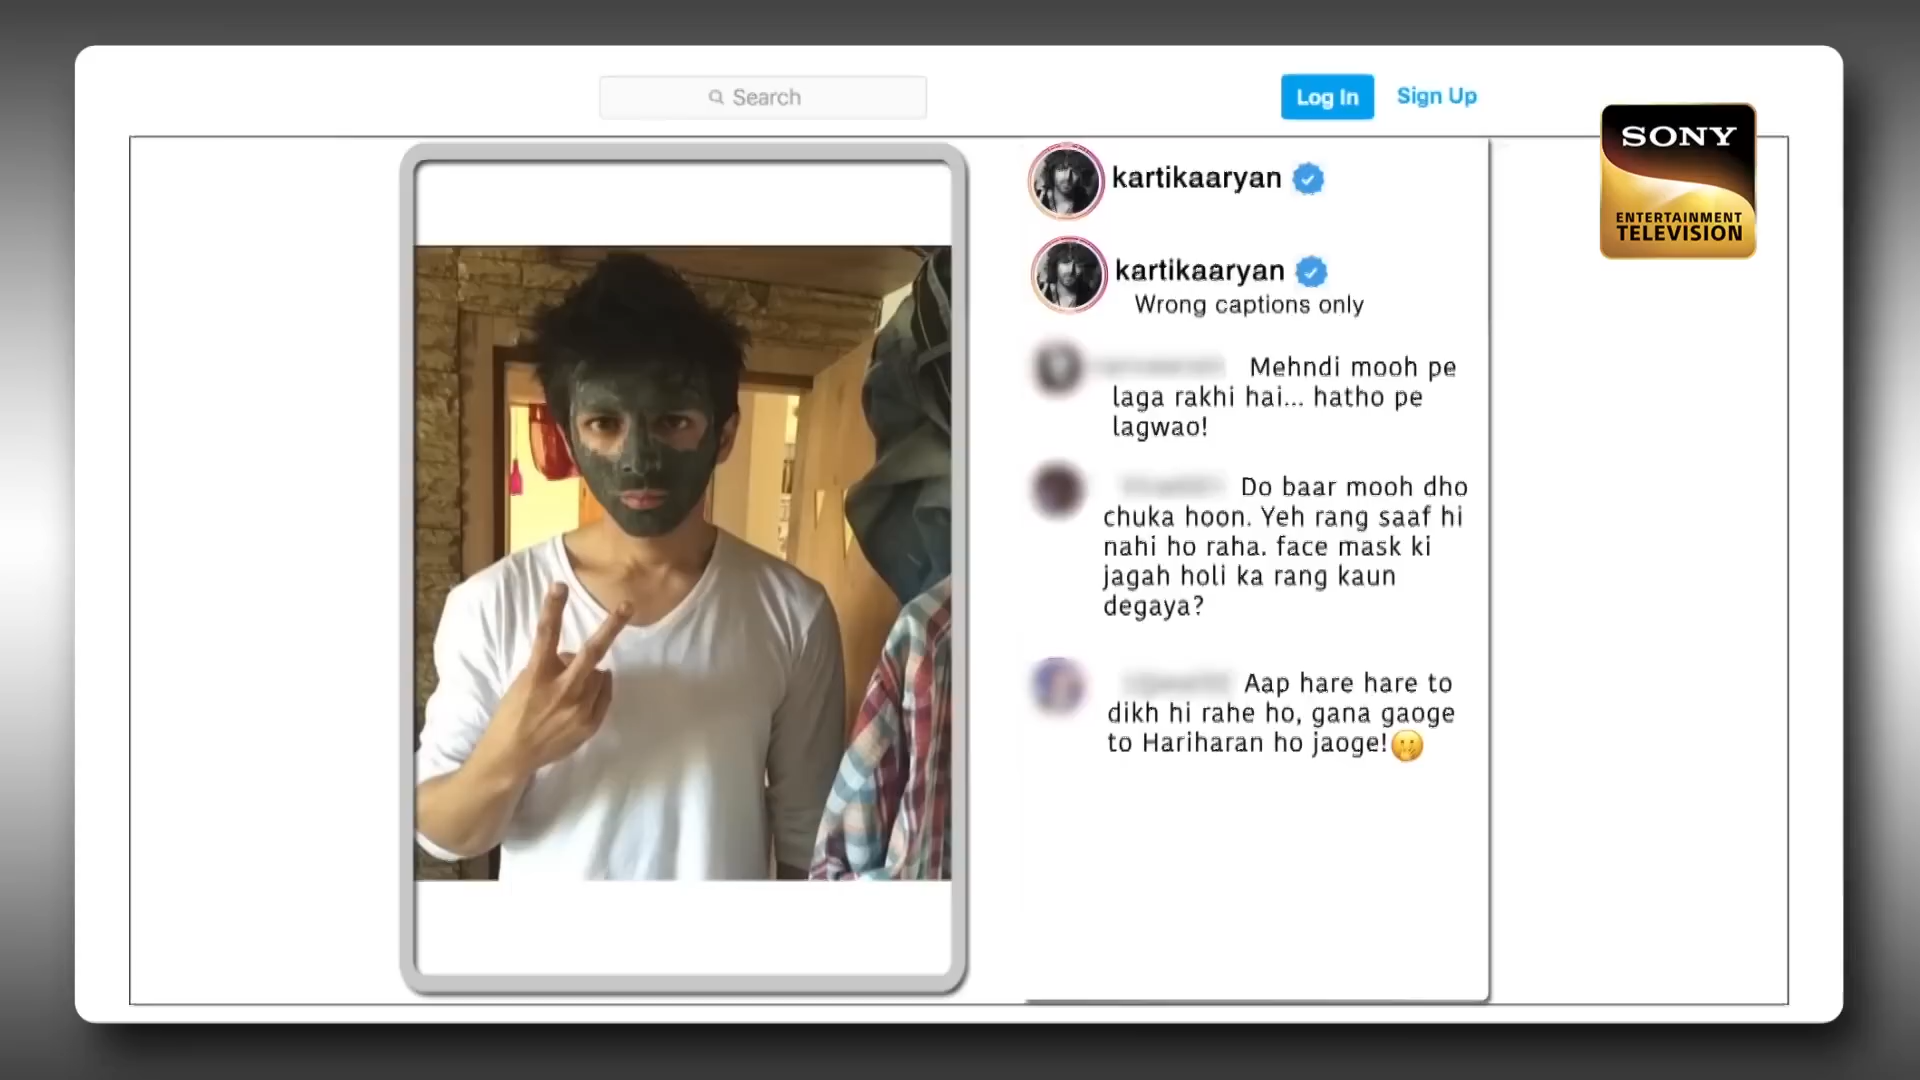 Search
Log In
Sign Up
SONY
ENTERTAINMENT
TELEVISION
kartikaaryan
kartikaaryan
Wrong captions only
Mehndi mooh pe
laga rakhi hai... hatho pe
lagwao!
Do baar mooh dho
chuka hoon. Yeh rang saaf hi
nahi ho raha. face mask ki
jagah holi ka rang kaun
degaya?
Aap hare hare to
dikh hi rahe ho, gana gaoge
to Hariharan ho jaoge!🤭